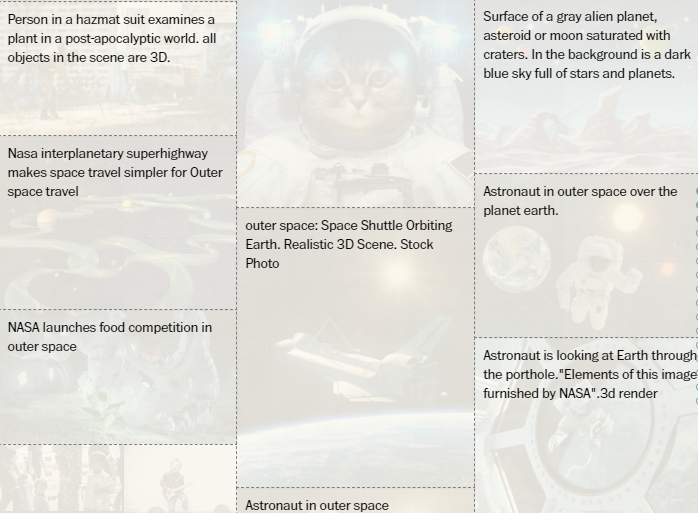 Person in a hazmat suit examines a
plant in a post-apocalyptic world. all
objects in the scene are 3D.
Nasa interplanetary superhighway
makes space travel simpler for Outer
space travel
NASA launches food competition in
outer space
outer space: Space Shuttle Orbiting
Earth. Realistic 3D Scene. Stock
Photo
Astronaut in outer space
Surface of a gray alien planet,
asteroid or moon saturated with
craters. In the background is a dark
blue sky full of stars and planets.
Astronaut in outer space over the
planet earth.
Astronaut is looking at Earth through
the porthole."Elements of this image
furnished by NASA".3d render